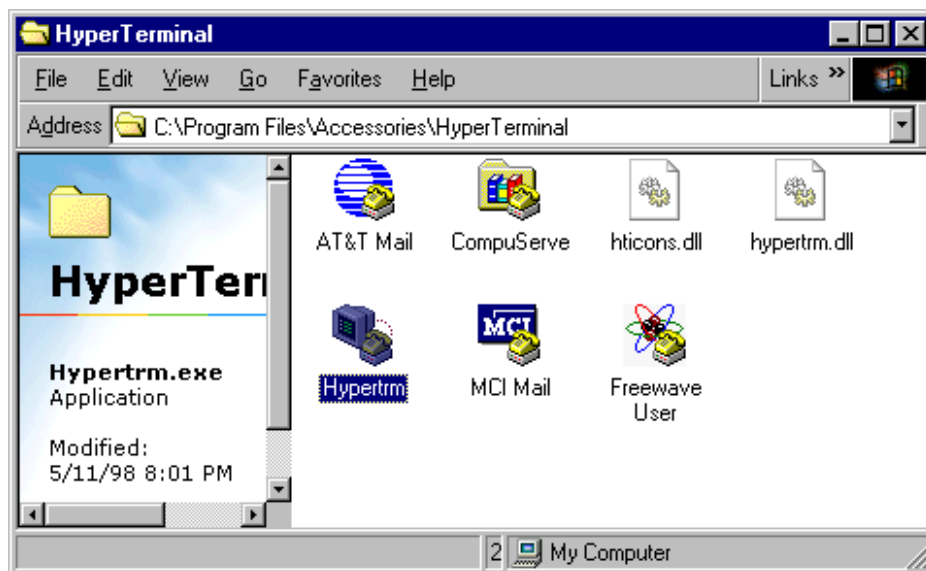 HyperTerminal
File Edit View Go Favorites Help Links »
Address C:\Program Files\Accessories\HyperTerminal
HyperTer
Hypertrm.exe
Application
Modified:
5/11/98 8:01 PM
AT&T Mail CompuServe hticons.dll hypertrm.dll
MCI
Hypertrm MCI Mail Freewave
User
2 My Computer